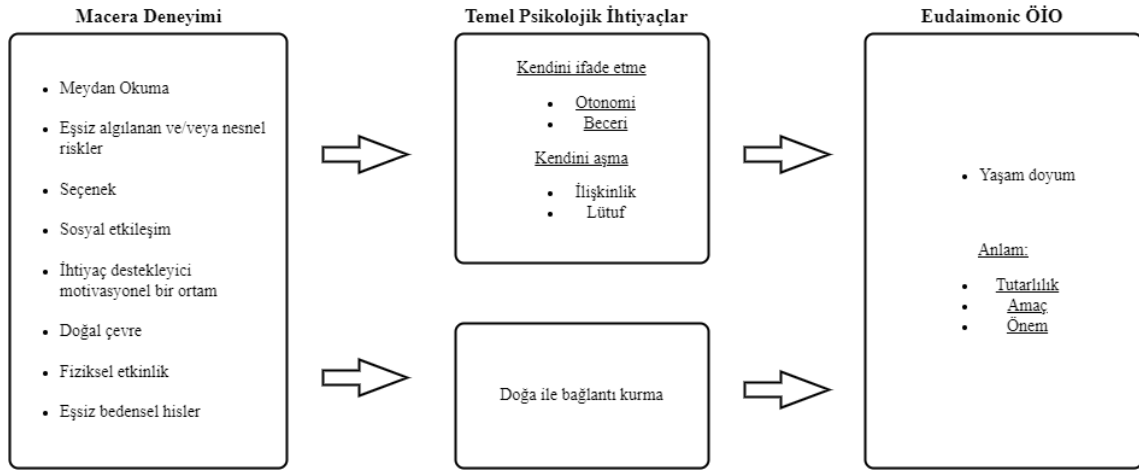 Macera Deneyimi
Meydan Okuma
Eşsiz algılanan ve/veya nesnel
riskler
Seçenek
Sosyal etkileşim
İhtiyaç destekleyici
motivasyonel bir ortam
Doğal çevre
Fiziksel etkinlik
Eşsiz bedensel hisler
Temel Psikolojik İhtiyaçlar
Kendini ifade etme
Otonomi
Beceri
Kendini aşma
İlişkinlik
Lütuf
Doğa ile bağlantı kurma
Eudaimonic ÖİO
Yaşam doyum
Anlam:
Tutarlılık
Amaç
Önem